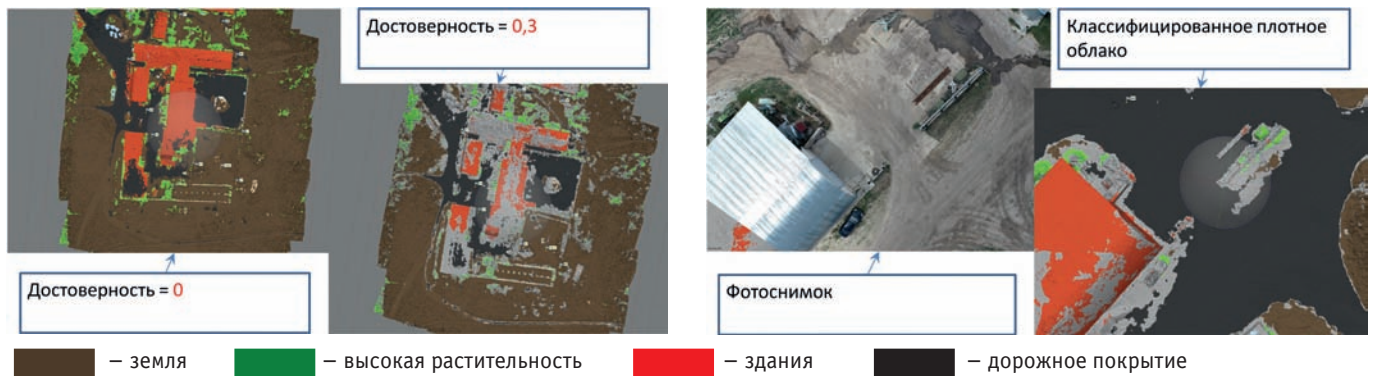 Достоверность = 0,3
Достоверность = 0
Классифицированное плотное
облако
Фотоснимок
– земля
– высокая растительность
– здания
– дорожное покрытие